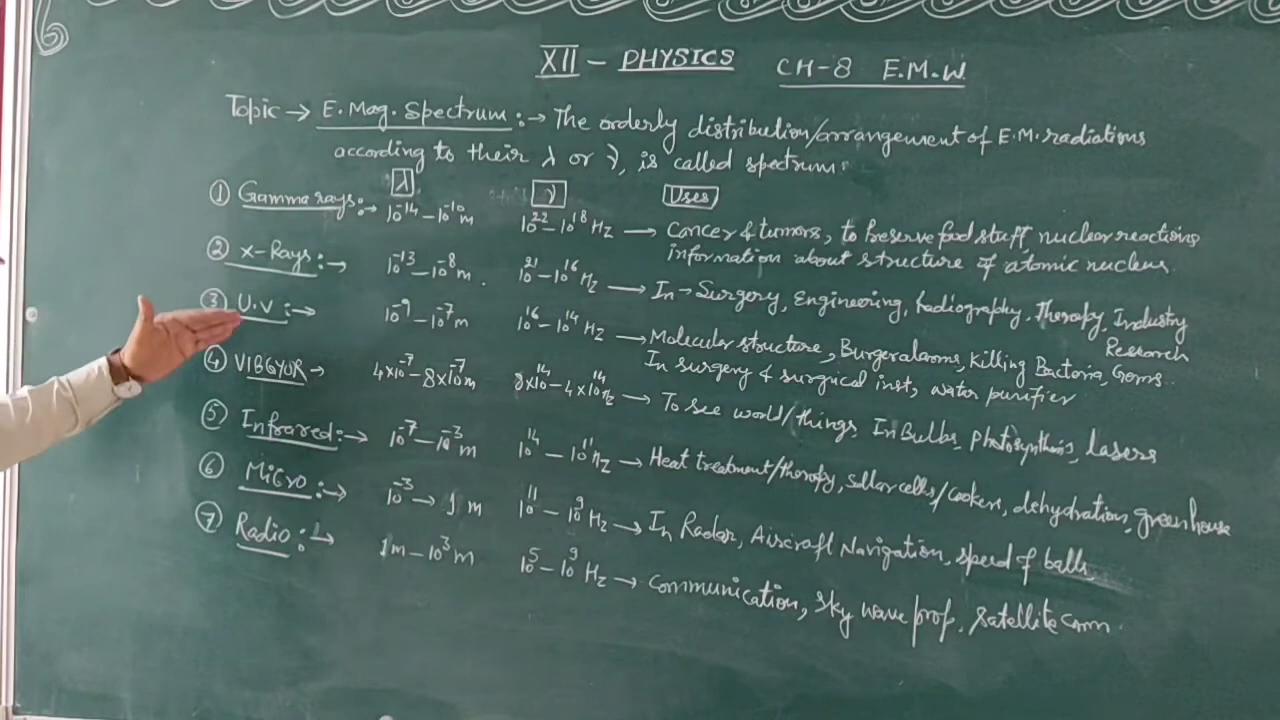 XII - PHYSICS CH-8 E.M.W
Topic → E. Mag. Spectrum :→ The orderly distribution/arrangement of E.M. radiations
according to their λ or ν, is called spectrum:
λ ν Uses
① Gamma rays :→ 10⁻¹⁴ – 10⁻¹⁰ m 10²² – 10¹⁸ Hz → Cancer & tumors, to Preserve food stuff, nuclear reactions
information about structure of atomic nucleus.
② X-Rays :→ 10⁻¹³ – 10⁻⁸ m. 10²¹ – 10¹⁶ Hz → In → Surgery, Engineering, Radiography, Therapy, Industry
Research
③ U.V :→ 10⁻⁹ – 10⁻⁷ m 10¹⁶ – 10¹⁴ Hz → Molecular structure, Burgeralarms, Killing Bacteria, Germs.
In surgery & surgical inst, water purifier
④ VIBGYOR → 4×10⁻⁷ – 8×10⁻⁷ m 8×10¹⁴ – 4×10¹⁴ Hz → To see world/things, In Bulbs, Photosynthesis, lasers
⑤ Infrared :→ 10⁻⁷ – 10⁻³ m 10¹⁴ – 10¹¹ Hz → Heat treatment/therapy, sollar cells/cookers, dehydration, greenhouse
⑥ Micro :→ 10⁻³ → 1 m 10¹¹ – 10⁹ Hz → In Radar, Aircraft Navigation, speed of balls,
⑦ Radio :→ 1m – 10³ m 10⁵ – 10⁹ Hz → Communication, sky wave prop. satellite comm.